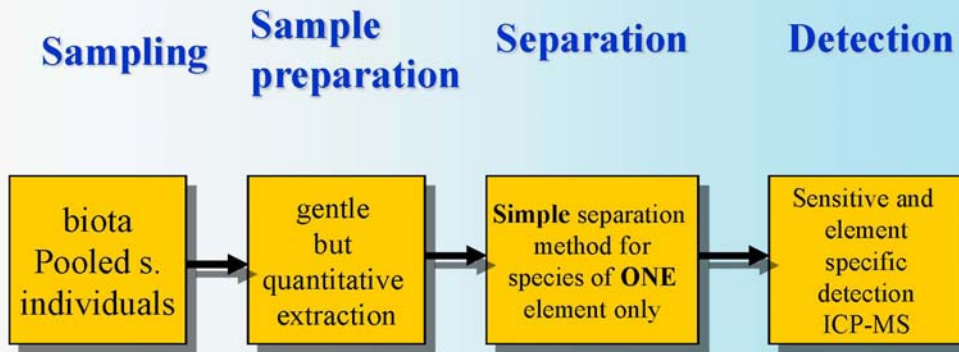 Sampling
Sample
preparation
Separation
Detection
biota
Pooled s.
individuals
gentle
but
quantitative
extraction
Simple separation
method for
species of ONE
element only
Sensitive and
element
specific
detection
ICP-MS